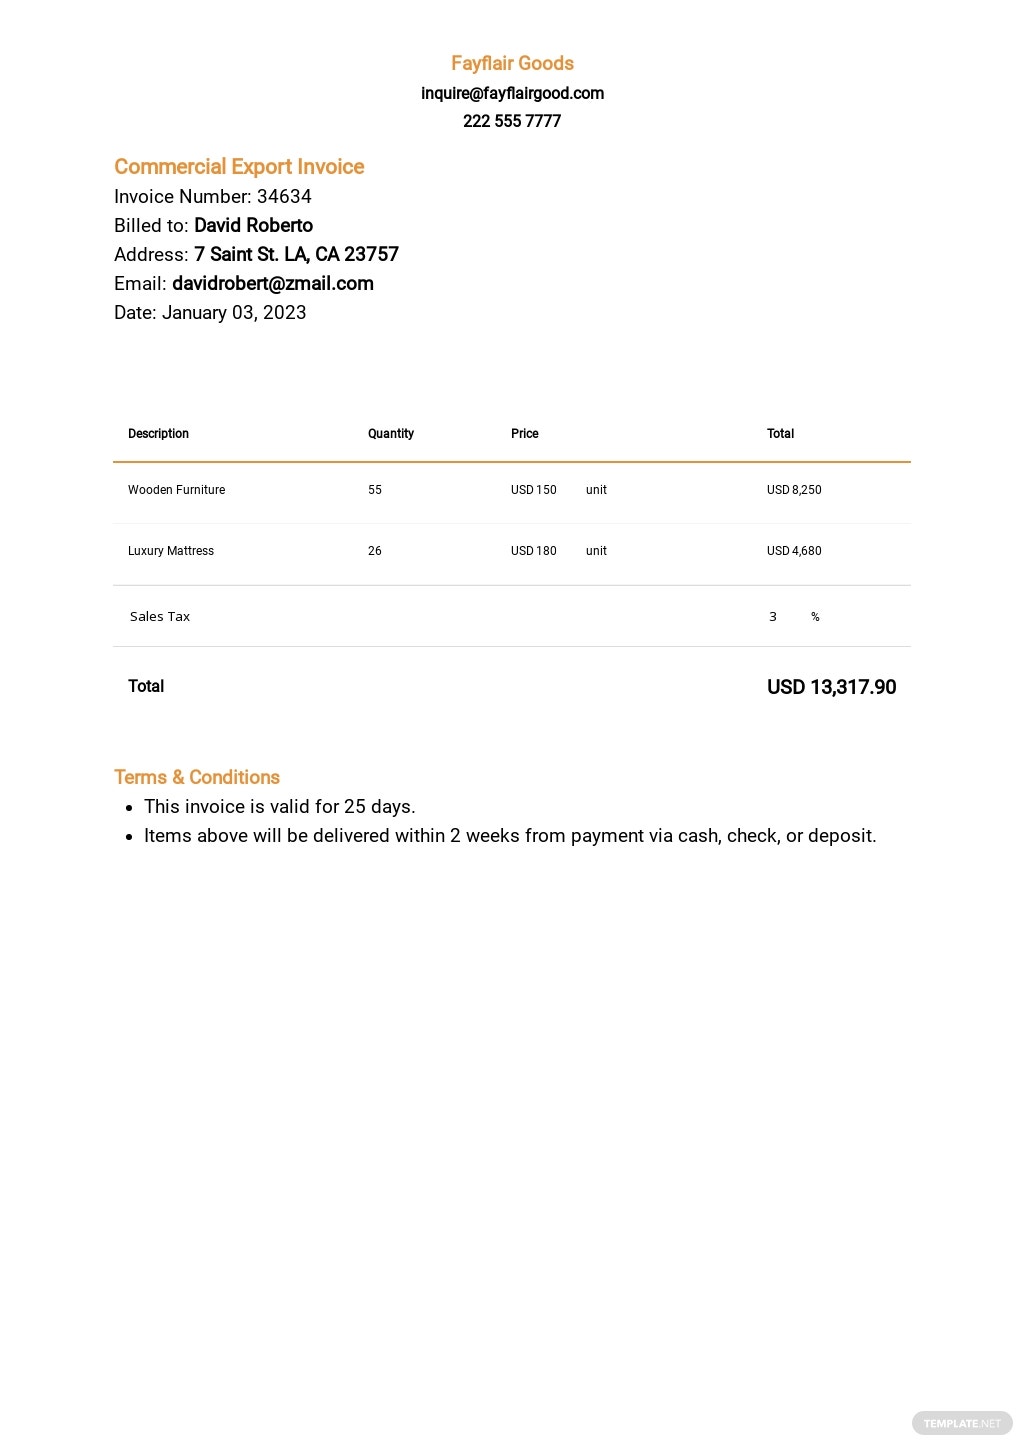 Fayflair Goods
inquire@fayflairgood.com
222 555 7777
Commercial Export Invoice
Invoice Number: 34634
Billed to: David Roberto
Address: 7 Saint St. LA, CA 23757
Email: davidrobert@zmail.com
Date: January 03, 2023
Description Quantity Price Total
Wooden Furniture 55 USD 150 unit USD 8,250
Luxury Mattress 26 USD 180 unit USD 4,680
Sales Tax 3 %
Total USD 13,317.90
Terms & Conditions
• This invoice is valid for 25 days.
• Items above will be delivered within 2 weeks from payment via cash, check, or deposit.
TEMPLATE.NET